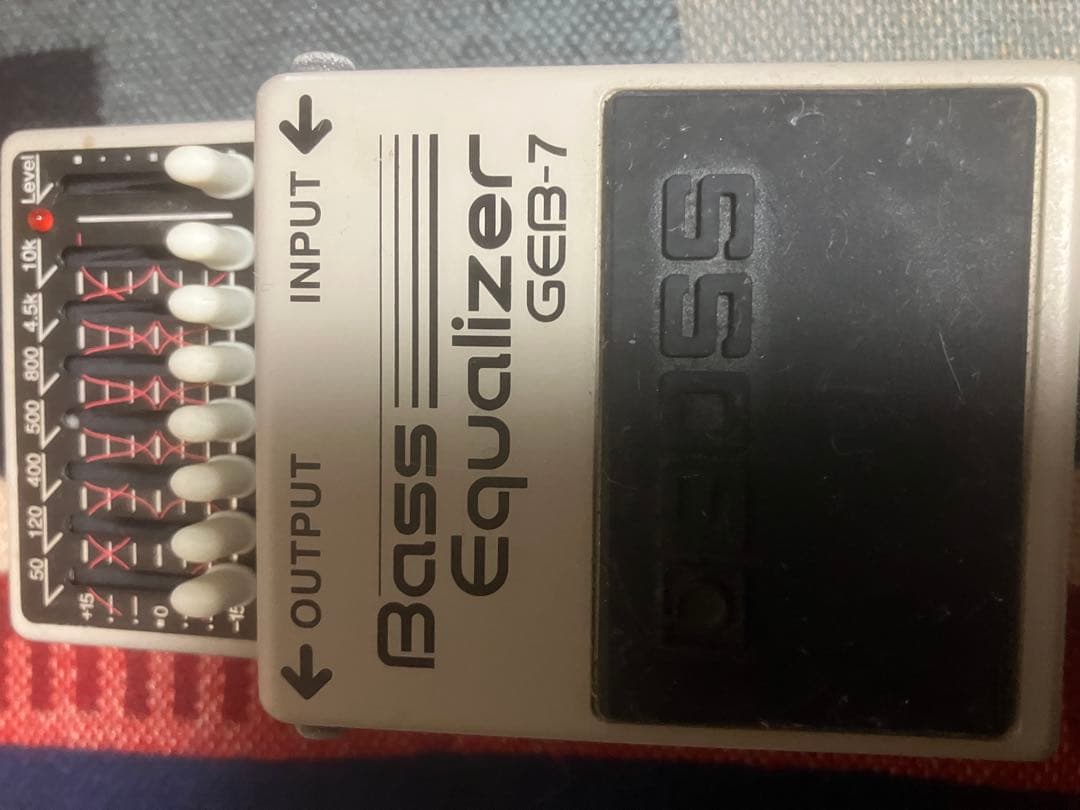 50 120 400 500 800 4.5k 10k Level
+15
0
-15
OUTPUT INPUT
Bass
Equalizer
GEB-7
BOSS